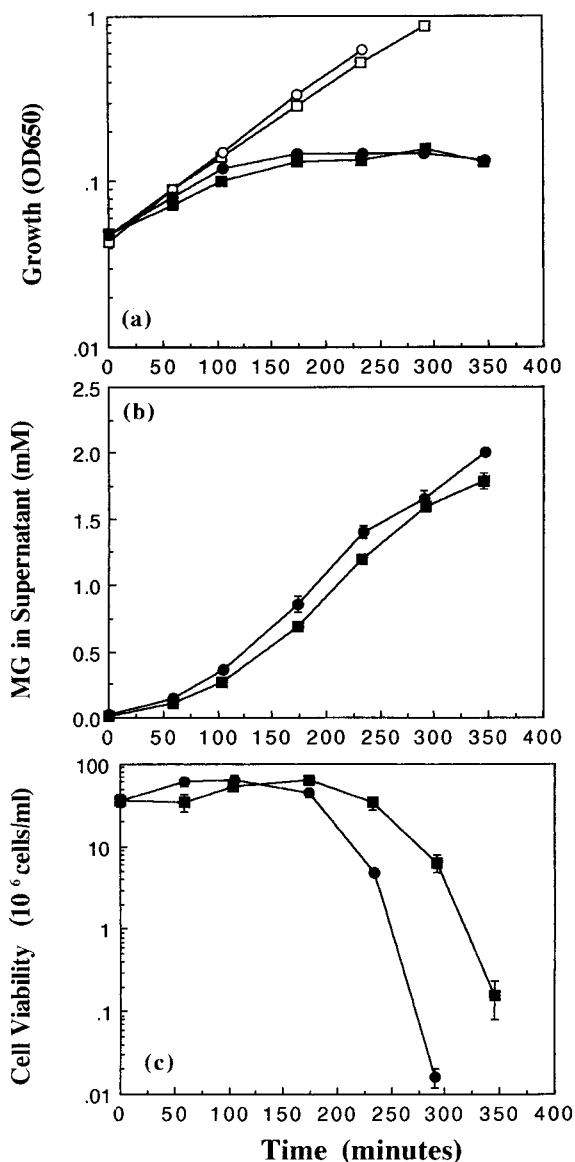 1
.1
.01
Growth (OD650)
(a)
0 50 100 150 200 250 300 350 400
2.5
2.0
1.5
1.0
0.5
0.0
MG in Supernatant (mM)
(b)
0 50 100 150 200 250 300 350 400
100
10
1
.1
.01
Cell Viability (10⁶ cells/ml)
(c)
0 50 100 150 200 250 300 350 400
Time (minutes)